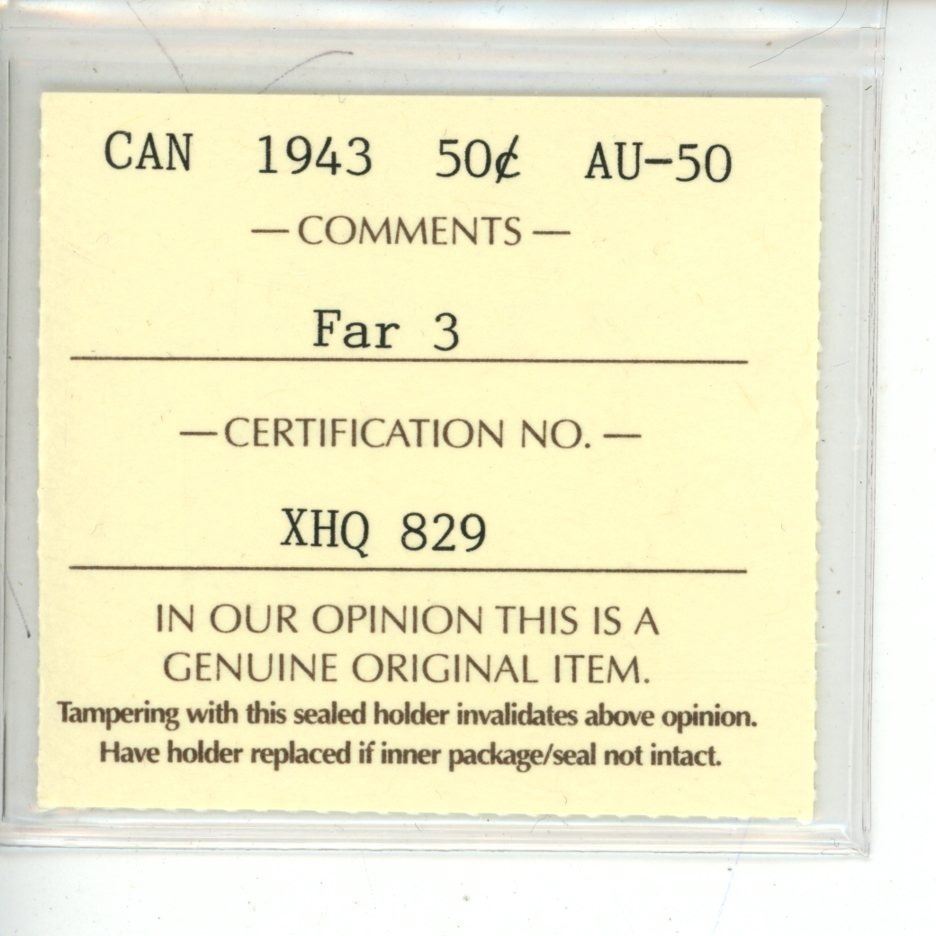 CAN 1943 50¢ AU-50
— COMMENTS —
Far 3
— CERTIFICATION NO. —
XHQ 829
IN OUR OPINION THIS IS A
GENUINE ORIGINAL ITEM.
Tampering with this sealed holder invalidates above opinion.
Have holder replaced if inner package/seal not intact.